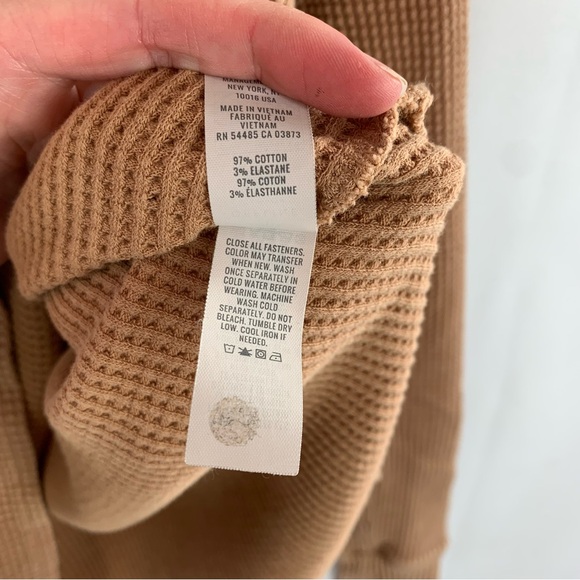 NEW YORK, NY
10016 USA
MADE IN VIETNAM
FABRIQUÉ AU
VIETNAM
RN 54485 CA 03873
97% COTTON
3% ELASTANE
97% COTON
3% ÉLASTHANNE
CLOSE ALL FASTENERS.
COLOR MAY TRANSFER
WHEN NEW. WASH
ONCE SEPARATELY IN
COLD WATER BEFORE
WEARING. MACHINE
WASH COLD
SEPARATELY. DO NOT
BLEACH. TUMBLE DRY
LOW. COOL IRON IF
NEEDED.